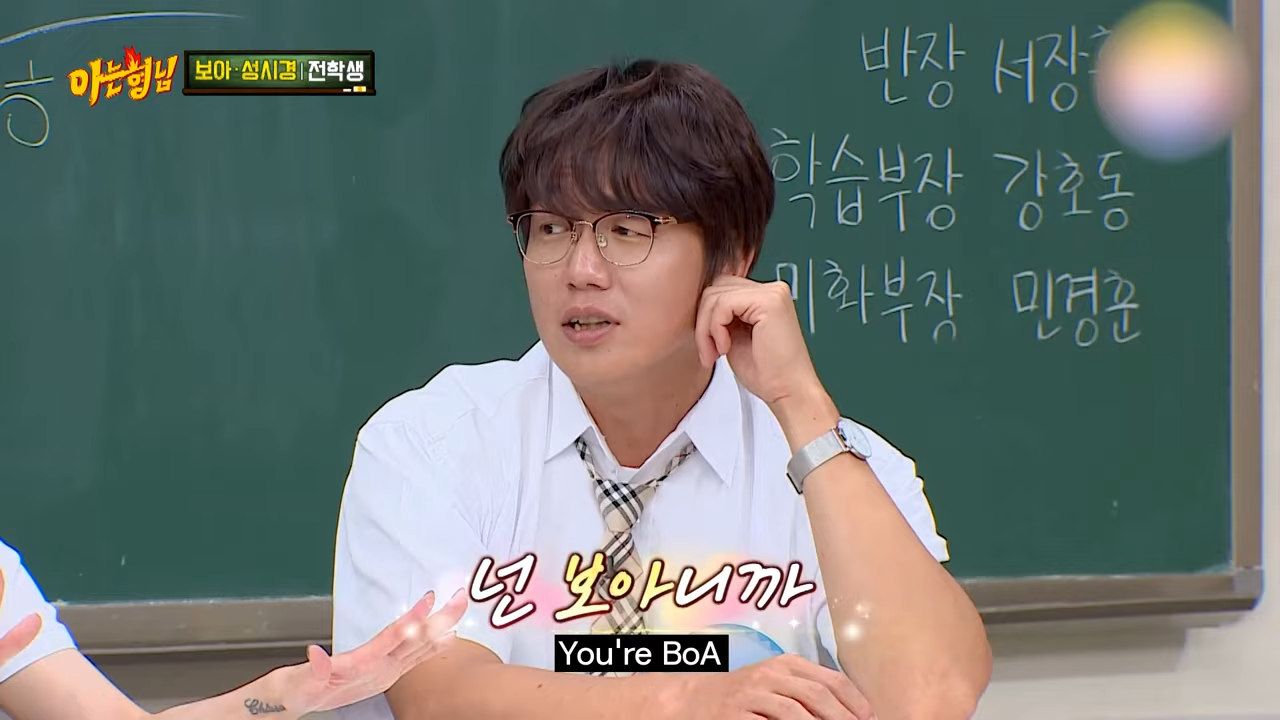 아는형님
보아·성시경|전학생
반장 서장
학습부장 강호동
미화부장 민경훈
넌 보아니까
You're BoA